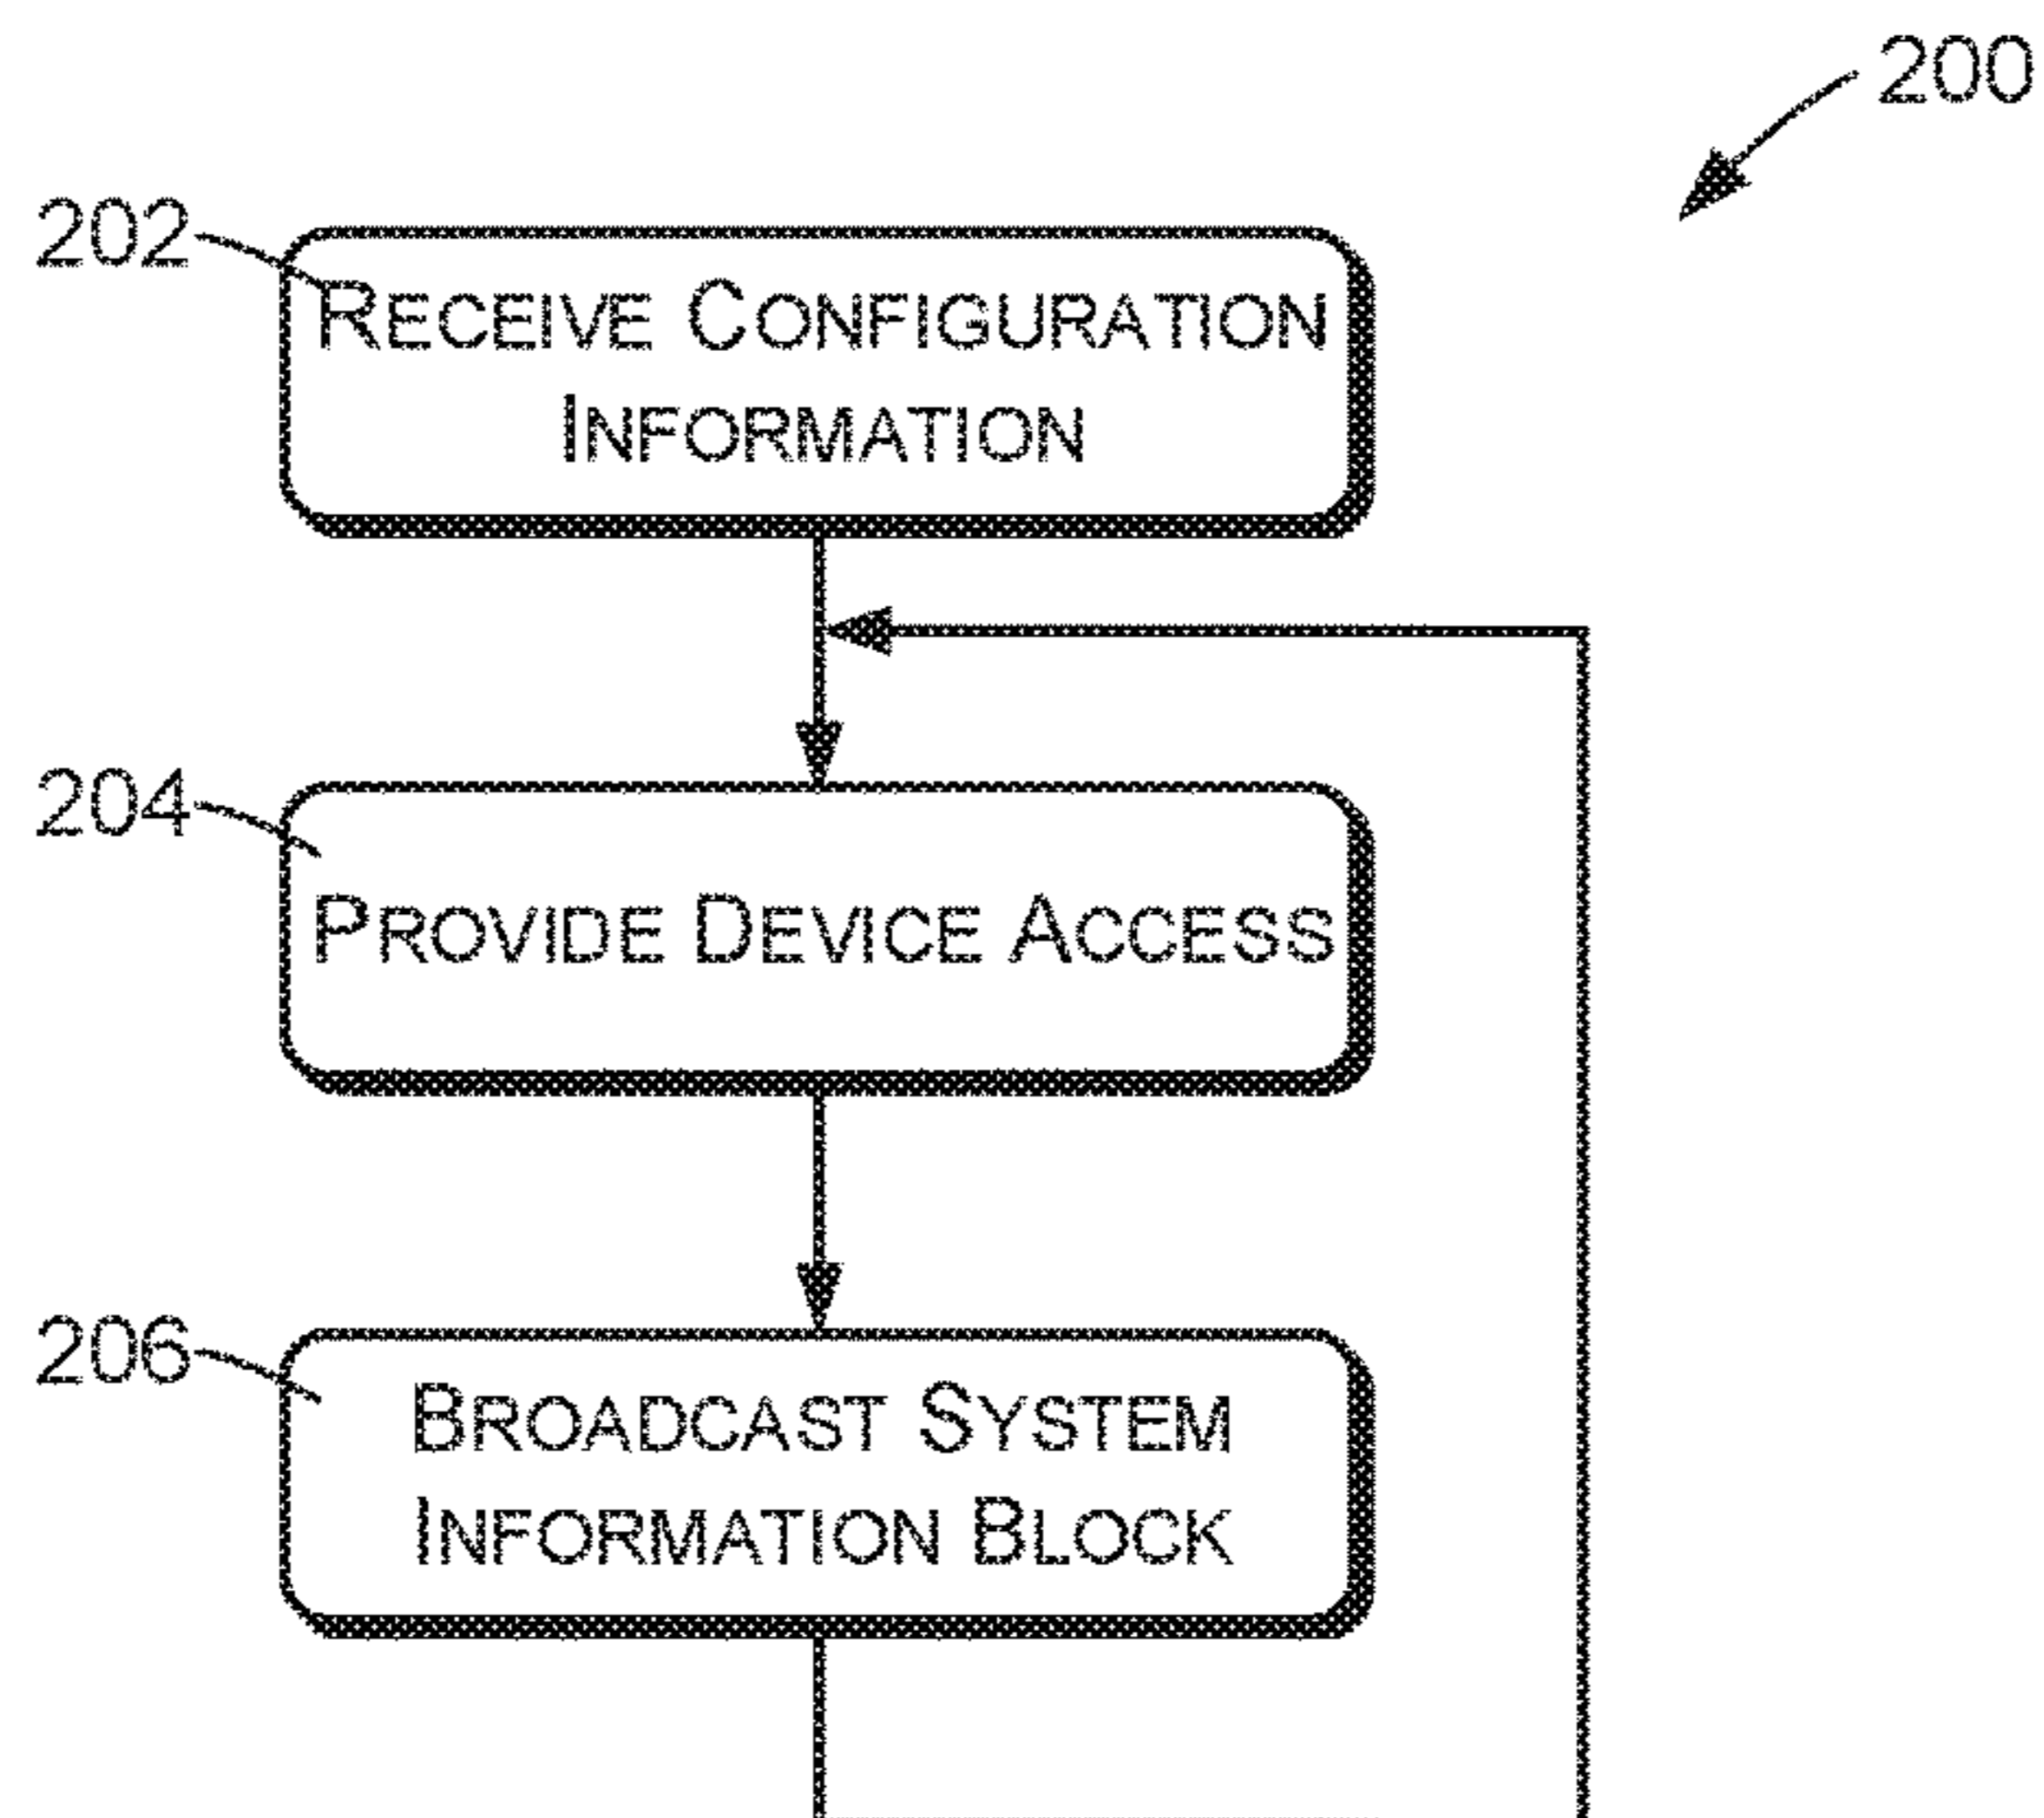 200
202
RECEIVE CONFIGURATION
INFORMATION
204
PROVIDE DEVICE ACCESS
206
BROADCAST SYSTEM
INFORMATION BLOCK